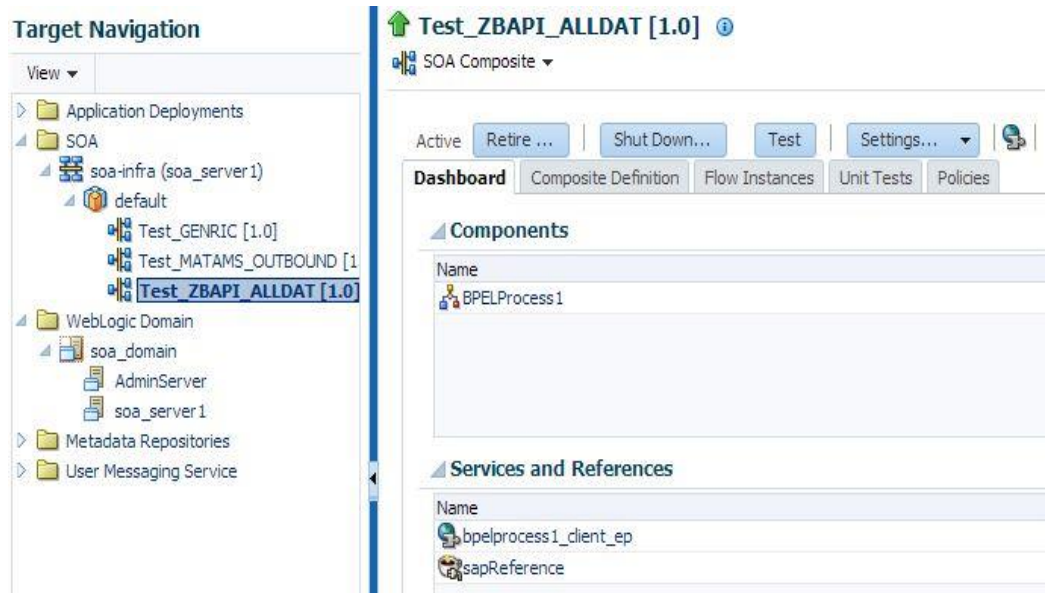 Target Navigation
View
Application Deployments
SOA
soa-infra (soa_server1)
default
Test_GENRIC [1.0]
Test_MATAMS_OUTBOUND [1
Test_ZBAPI_ALLDAT [1.0]
WebLogic Domain
soa_domain
AdminServer
soa_server1
Metadata Repositories
User Messaging Service
Test_ZBAPI_ALLDAT [1.0]
SOA Composite
Active Retire ... Shut Down... Test Settings...
Dashboard Composite Definition Flow Instances Unit Tests Policies
Components
Name
BPELProcess1
Services and References
Name
bpelprocess1_client_ep
sapReference